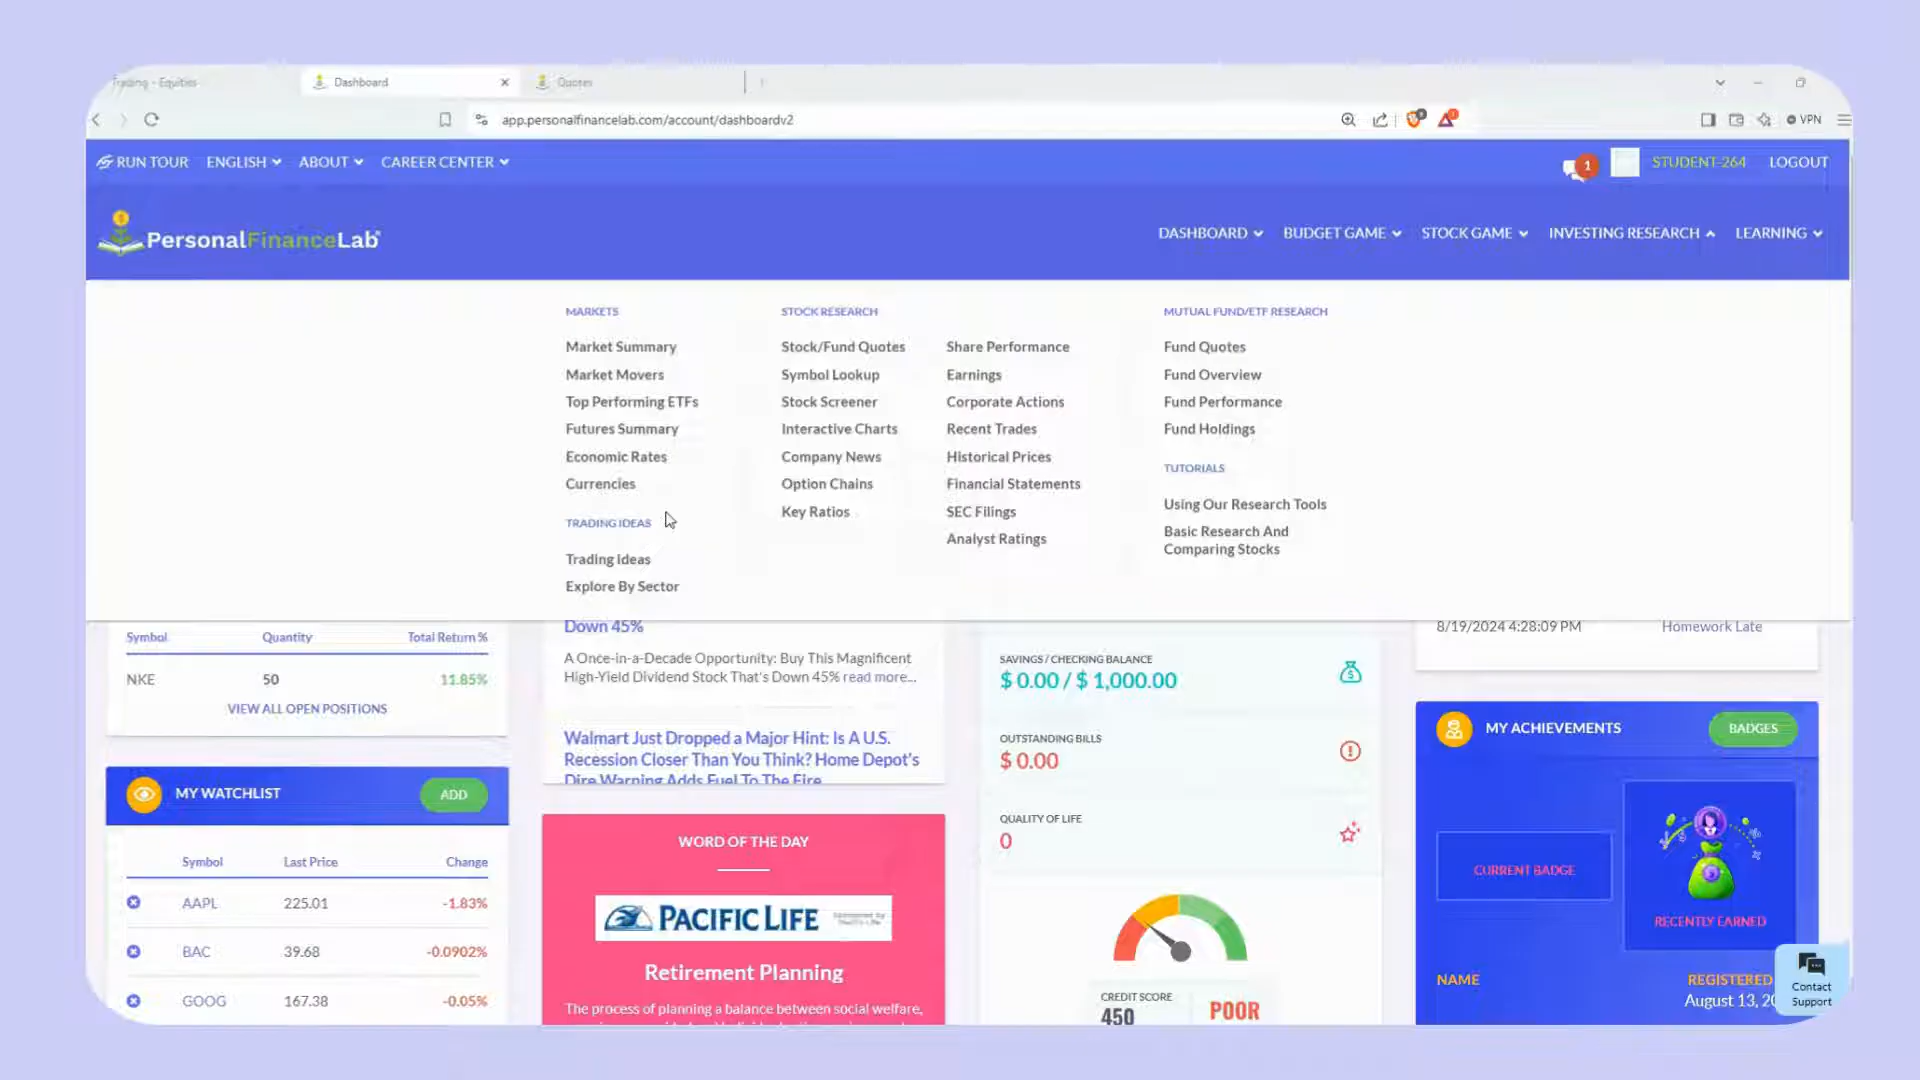 Trading - Equities
Dashboard
Quotes
app.personalfinancelab.com/account/dashboardv2
VPN
RUN TOUR
ENGLISH
ABOUT
CAREER CENTER
1
STUDENT-264
LOGOUT
PersonalFinanceLab
DASHBOARD
BUDGET GAME
STOCK GAME
INVESTING RESEARCH
LEARNING
MARKETS
Market Summary
Market Movers
Top Performing ETFs
Futures Summary
Economic Rates
Currencies
TRADING IDEAS
Trading Ideas
Explore By Sector
STOCK RESEARCH
Stock/Fund Quotes
Symbol Lookup
Stock Screener
Interactive Charts
Company News
Option Chains
Key Ratios
Share Performance
Earnings
Corporate Actions
Recent Trades
Historical Prices
Financial Statements
SEC Filings
Analyst Ratings
MUTUAL FUND/ETF RESEARCH
Fund Quotes
Fund Overview
Fund Performance
Fund Holdings
TUTORIALS
Using Our Research Tools
Basic Research And
Comparing Stocks
Symbol Quantity Total Return %
NKE 50 11.85%
VIEW ALL OPEN POSITIONS
MY WATCHLIST
ADD
Symbol Last Price Change
AAPL 225.01 -1.83%
BAC 39.68 -0.0902%
GOOG 167.38 -0.05%
Down 45%
A Once-in-a-Decade Opportunity: Buy This Magnificent
High-Yield Dividend Stock That's Down 45% read more...
Walmart Just Dropped a Major Hint: Is A U.S.
Recession Closer Than You Think? Home Depot's
Dire Warning Adds Fuel To The Fire
WORD OF THE DAY
PACIFIC LIFE
Retirement Planning
The process of planning a balance between social welfare,
SAVINGS / CHECKING BALANCE
$ 0.00 / $ 1,000.00
OUTSTANDING BILLS
$ 0.00
QUALITY OF LIFE
0
CREDIT SCORE
450
POOR
8/19/2024 4:28:09 PM Homework Late
MY ACHIEVEMENTS
BADGES
CURRENT BADGE
RECENTLY EARNED
NAME
REGISTERED
August 13, 20
Contact
Support